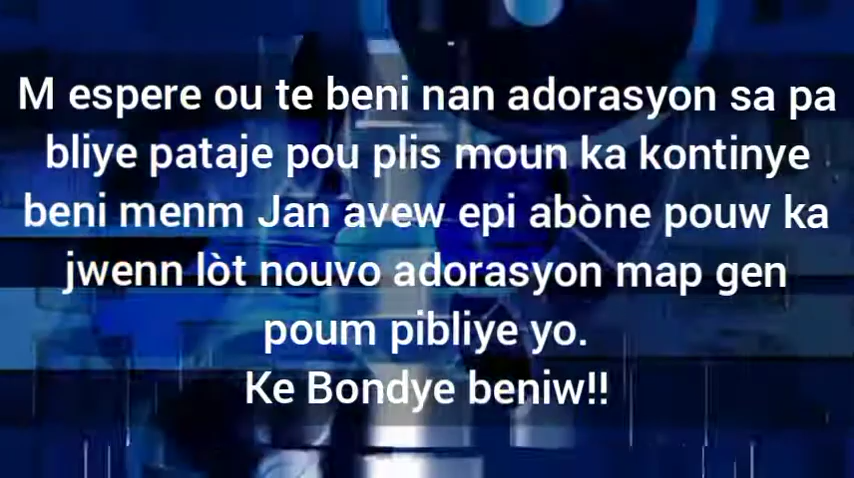 M espere ou te beni nan adorasyon sa pa
bliye pataje pou plis moun ka kontinye
beni menm Jan avew epi abòne pouw ka
jwenn lòt nouvo adorasyon map gen
poum pibliye yo.
Ke Bondye beniw!!